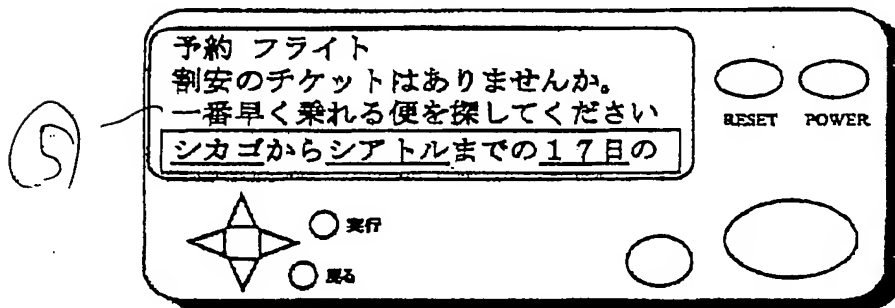 予約 フライト
割安のチケットはありませんか。
一番早く乗れる便を探してください
シカゴからシアトルまでの17日の
RESET POWER
実行
戻る
5